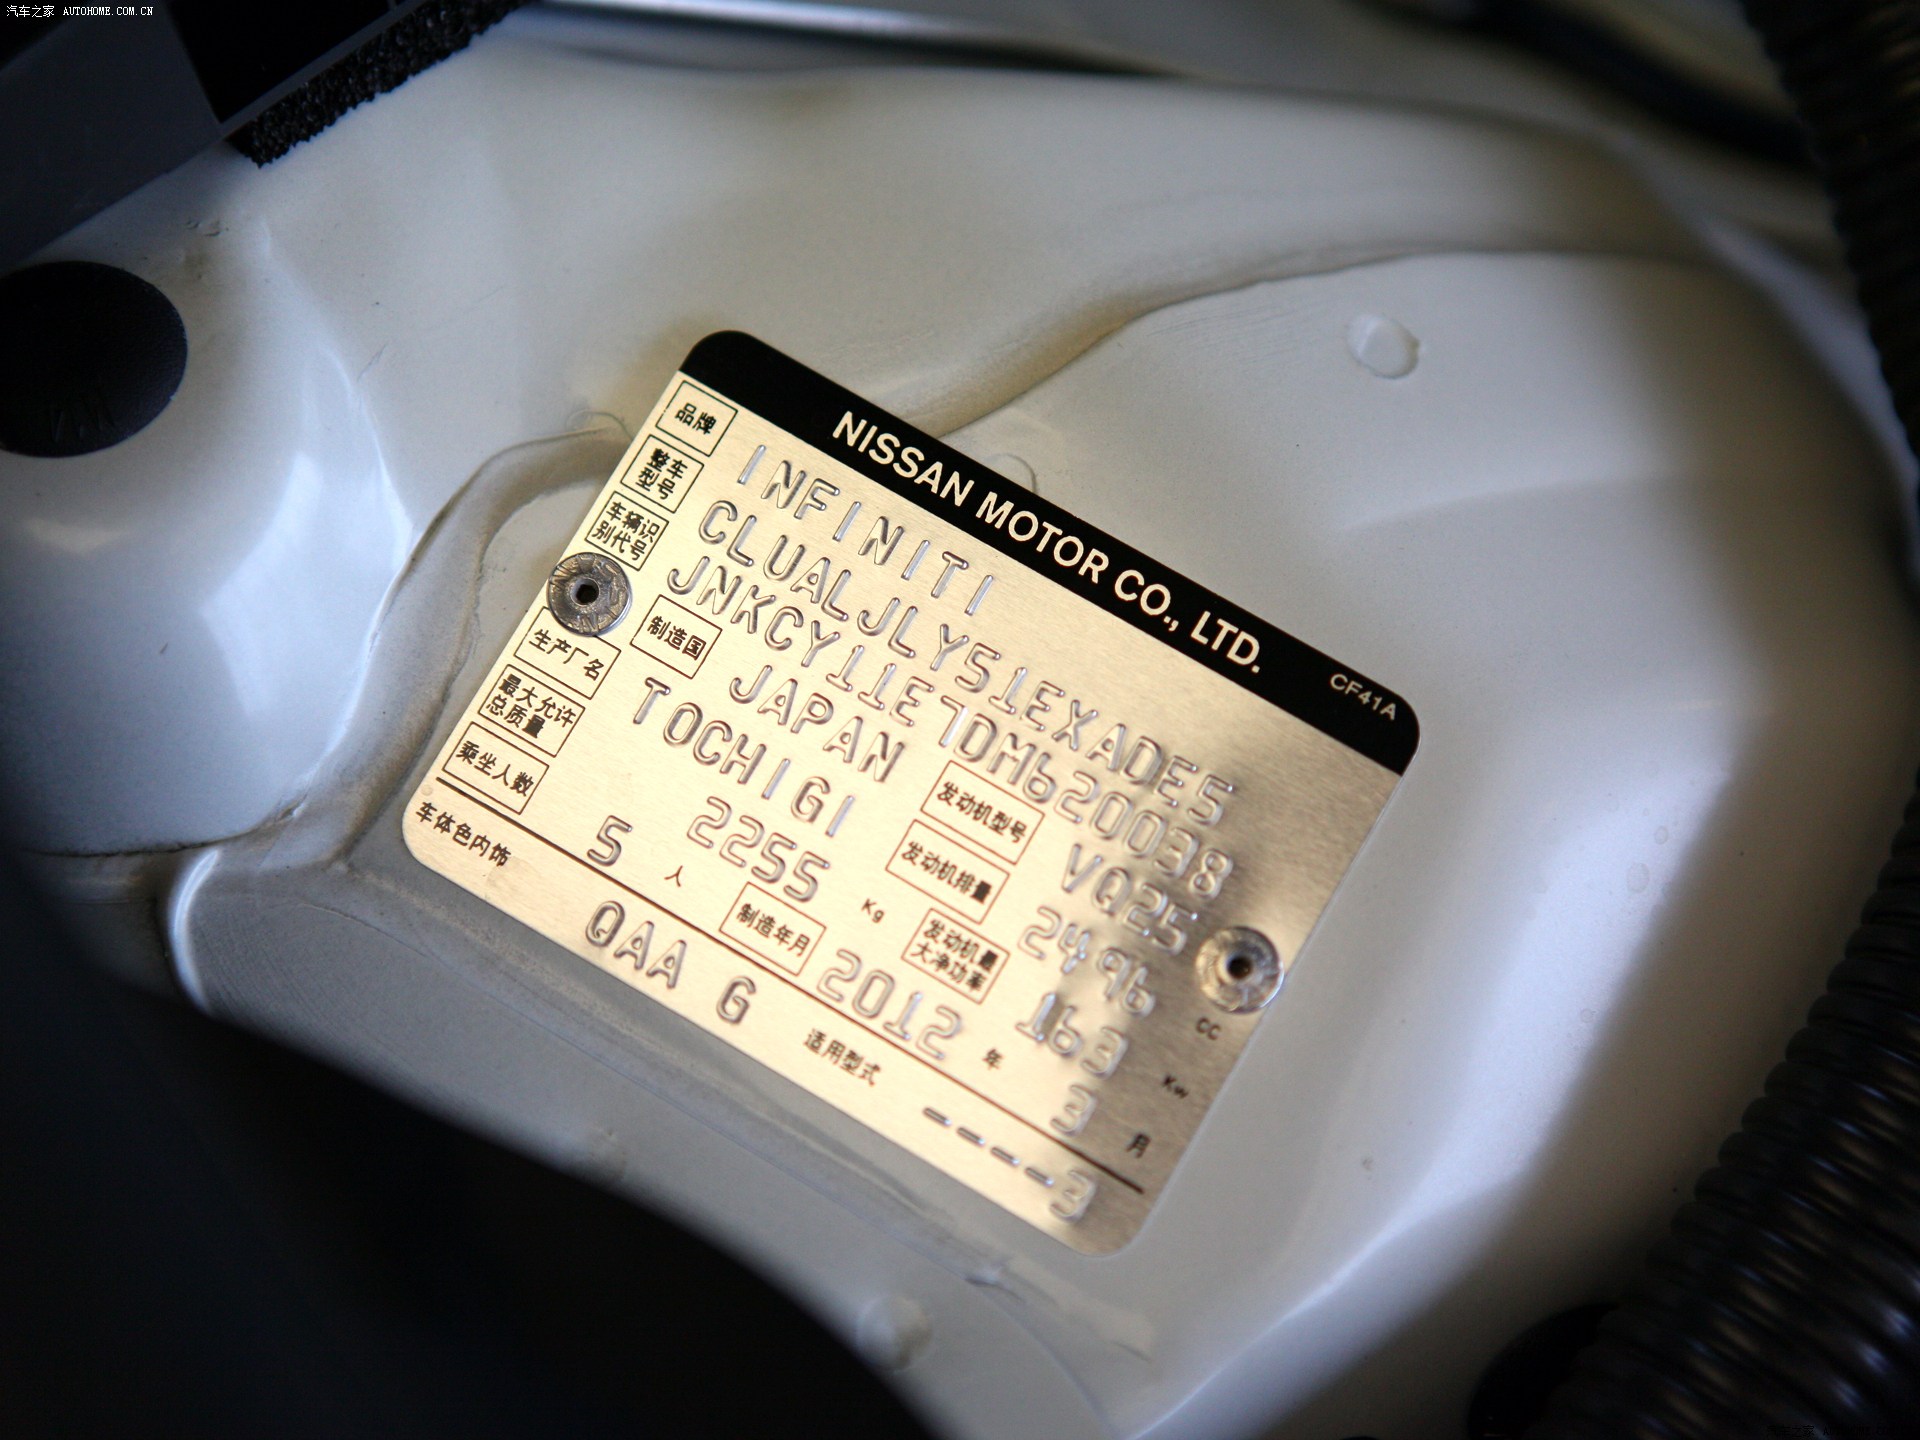 汽车之家 AUTOHOME.COM.CN
NISSAN MOTOR CO., LTD.
CF41A
品牌 INFINITI
整车型号 CLUALJLY51EXADE5
车辆识别代号 JNKCY11E7DM620038
制造国 JAPAN
发动机型号 VQ25
生产厂名 TOCHIGI
发动机排量 2496 CC
最大允许总质量 2255 Kg
发动机最大净功率 163 Kw
乘坐人数 5 人
制造年月 2012 年 3 月
车体色内饰 QAA G
适用型式 ----3